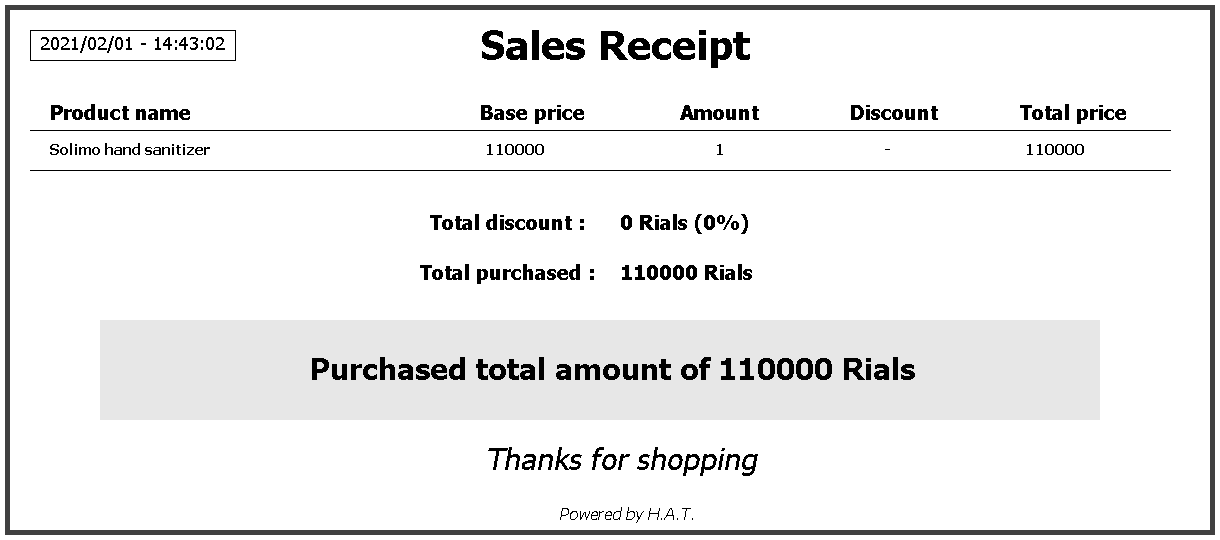 2021/02/01 - 14:43:02
Sales Receipt
Product name Base price Amount Discount Total price
Solimo hand sanitizer 110000 1 - 110000
Total discount : 0 Rials (0%)
Total purchased : 110000 Rials
Purchased total amount of 110000 Rials
Thanks for shopping
Powered by H.A.T.